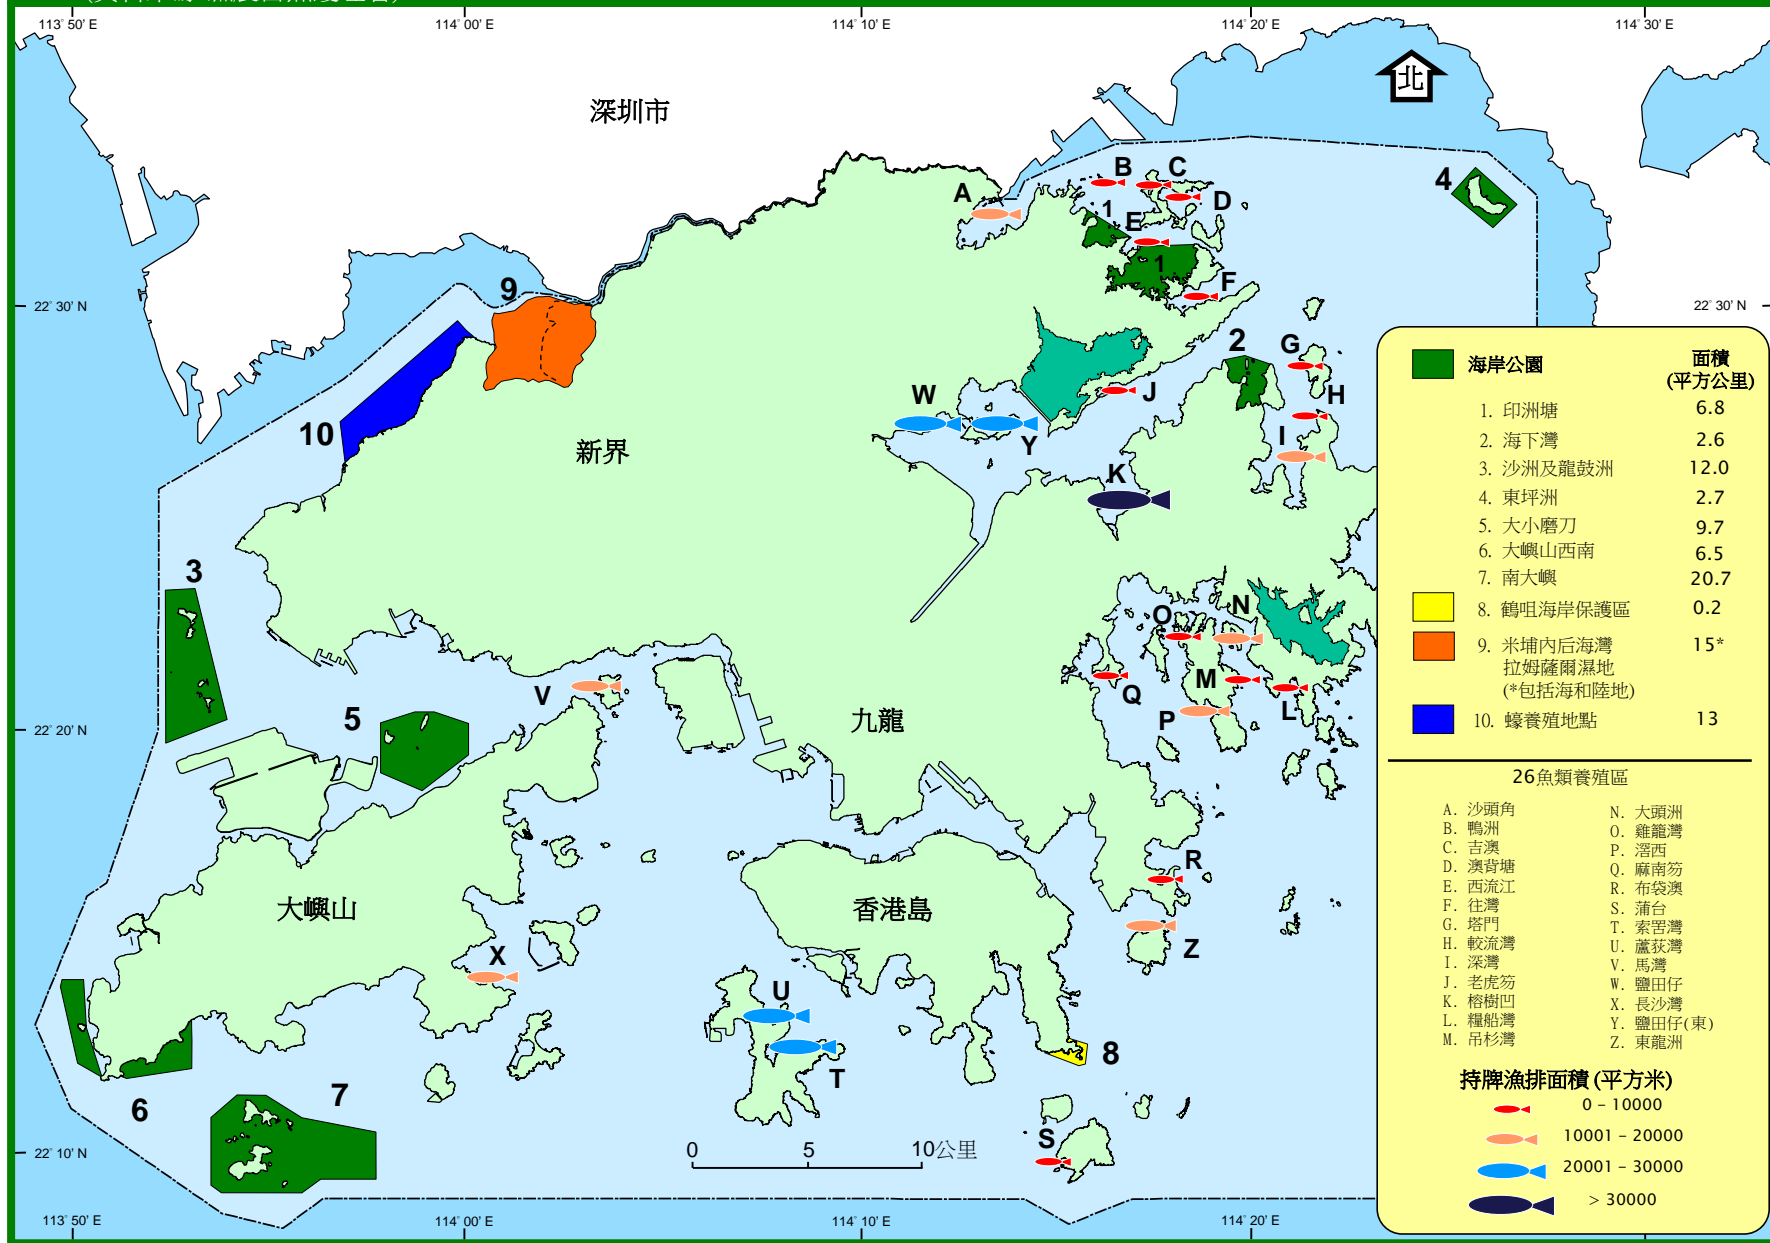 113° 50' E
114° 00' E
114° 10' E
114° 20' E
114° 30' E
北
深圳市
A
B
C
D
E
1
1
F
4
9
22° 30' N
22° 30' N
2
G
H
I
J
W
Y
K
10
新界
3
O
N
M
Q
P
L
V
5
22° 20' N
九龍
R
Z
大嶼山
香港島
X
U
T
8
6
7
S
22° 10' N
0 5 10公里
113° 50' E
114° 00' E
114° 10' E
114° 20' E
海岸公園 面積
(平方公里)
1. 印洲塘 6.8
2. 海下灣 2.6
3. 沙洲及龍鼓洲 12.0
4. 東坪洲 2.7
5. 大小磨刀 9.7
6. 大嶼山西南 6.5
7. 南大嶼 20.7
8. 鶴咀海岸保護區 0.2
9. 米埔內后海灣 15*
拉姆薩爾濕地
(*包括海和陸地)
10. 蠔養殖地點 13
26魚類養殖區
A. 沙頭角
B. 鴨洲
C. 吉澳
D. 澳背塘
E. 西流江
F. 往灣
G. 塔門
H. 較流灣
I. 深灣
J. 老虎笏
K. 榕樹凹
L. 糧船灣
M. 吊杉灣
N. 大頭洲
O. 雞籠灣
P. 滘西
Q. 麻南笏
R. 布袋澳
S. 蒲台
T. 索罟灣
U. 蘆荻灣
V. 馬灣
W. 鹽田仔
X. 長沙灣
Y. 鹽田仔(東)
Z. 東龍洲
持牌漁排面積 (平方米)
0 - 10000
10001 - 20000
20001 - 30000
> 30000